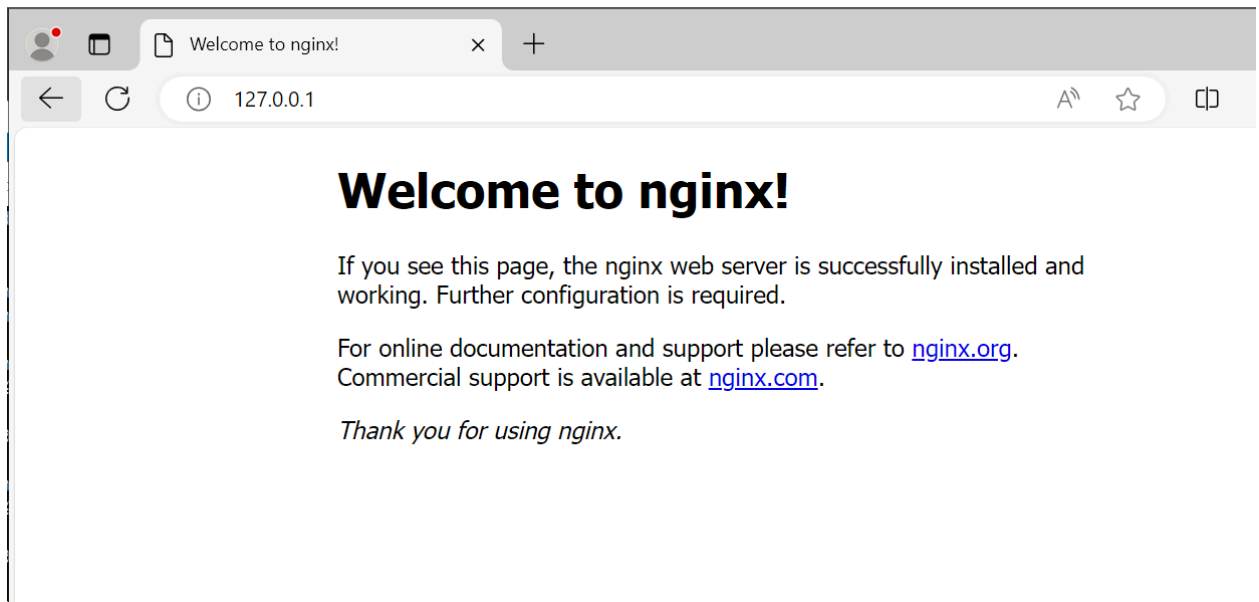 Welcome to nginx!
127.0.0.1
Welcome to nginx!
If you see this page, the nginx web server is successfully installed and
working. Further configuration is required.
For online documentation and support please refer to nginx.org.
Commercial support is available at nginx.com.
Thank you for using nginx.